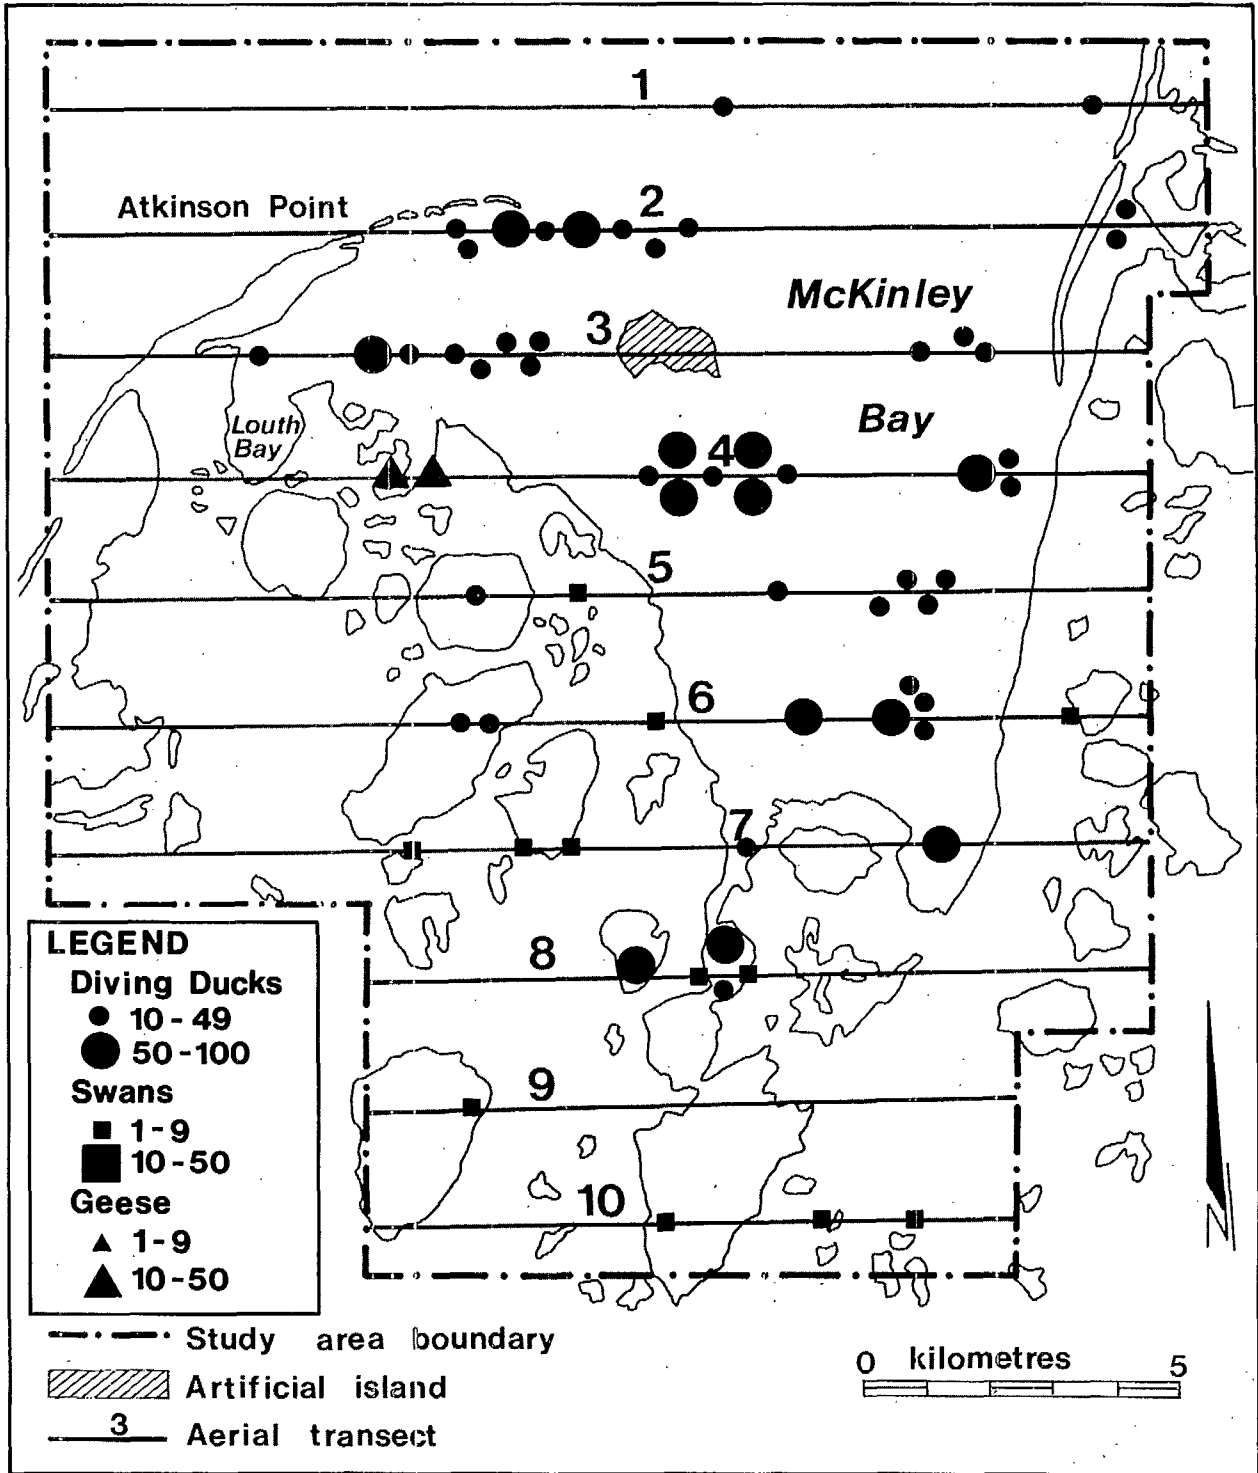 1
Atkinson Point
2
McKinley
3
Bay
Louth
Bay
4
5
6
7
8
9
10
LEGEND
Diving Ducks
10-49
50-100
Swans
1-9
10-50
Geese
1-9
10-50
Study area boundary
Artificial island
3
Aerial transect
0 kilometres 5
N